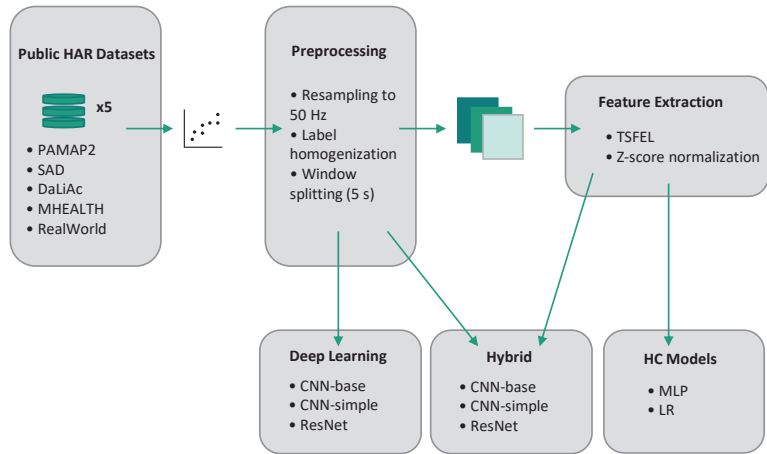 Public HAR Datasets
x5
• PAMAP2
• SAD
• DaLiAc
• MHEALTH
• RealWorld
Preprocessing
• Resampling to
50 Hz
• Label
homogenization
• Window
splitting (5 s)
Feature Extraction
• TSFEL
• Z-score normalization
Deep Learning
• CNN-base
• CNN-simple
• ResNet
Hybrid
• CNN-base
• CNN-simple
• ResNet
HC Models
• MLP
• LR